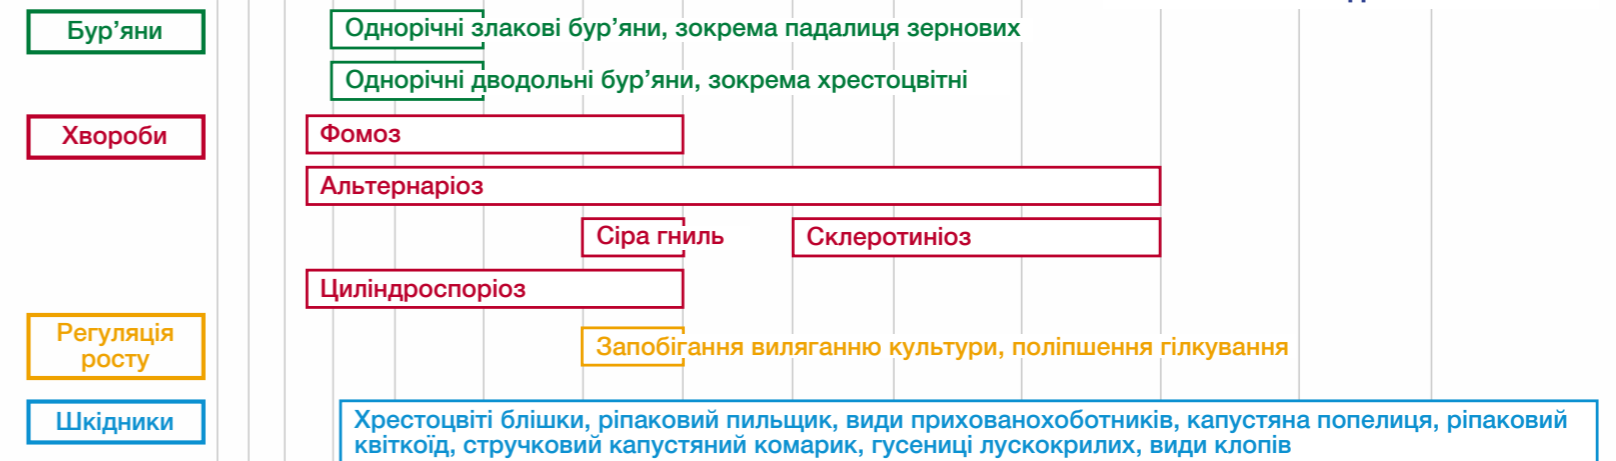 Бур’яни
Однорічні злакові бур’яни, зокрема падалиця зернових
Однорічні дводольні бур’яни, зокрема хрестоцвітні
Хвороби
Фомоз
Альтернаріоз
Сіра гниль
Склеротиніоз
Циліндроспоріоз
Регуляція
росту
Запобігання виляганню культури, поліпшення гілкування
Шкідники
Хрестоцвіті блішки, ріпаковий пильщик, види прихованохоботників, капустяна попелиця, ріпаковий
квіткоїд, стручковий капустяний комарик, гусениці лускокрилих, види клопів